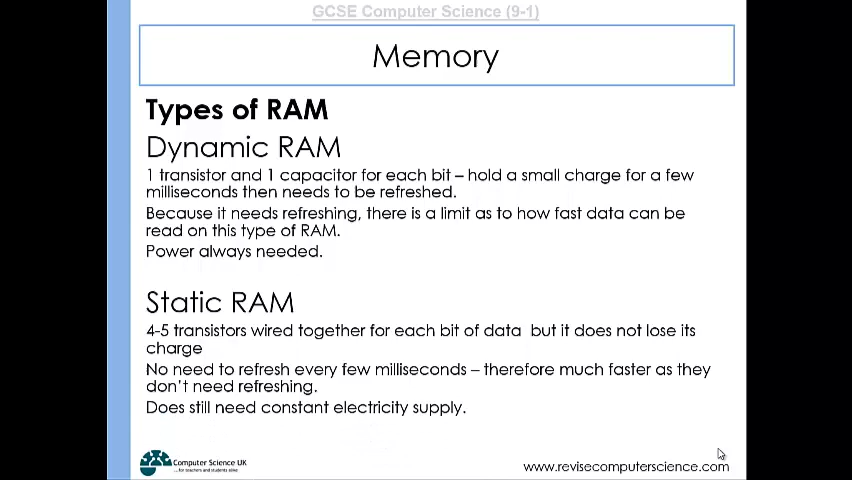 GCSE Computer Science (9-1)
Memory
Types of RAM
Dynamic RAM
1 transistor and 1 capacitor for each bit – hold a small charge for a few
milliseconds then needs to be refreshed.
Because it needs refreshing, there is a limit as to how fast data can be
read on this type of RAM.
Power always needed.
Static RAM
4-5 transistors wired together for each bit of data but it does not lose its
charge
No need to refresh every few milliseconds – therefore much faster as they
don't need refreshing.
Does still need constant electricity supply.
Computer Science UK
...for teachers and students alike
www.revisecomputerscience.com